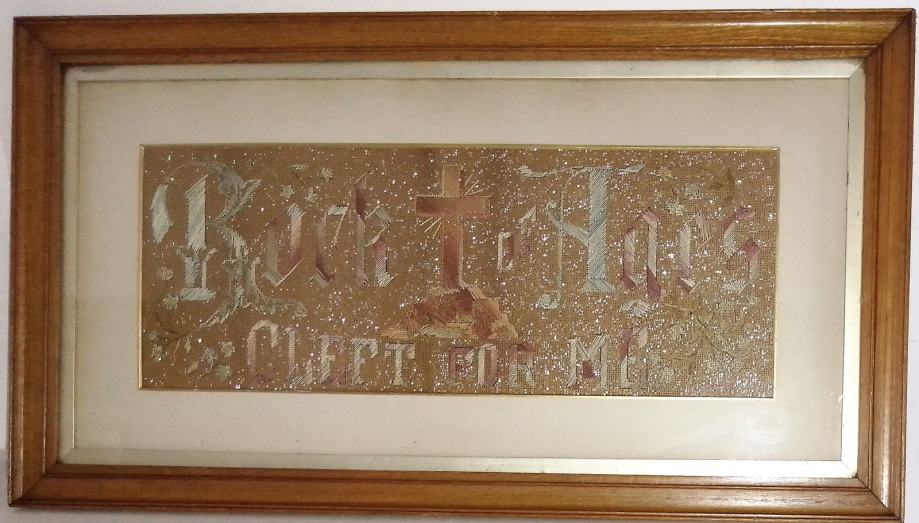 Rock of Ages
CLEFT FOR ME